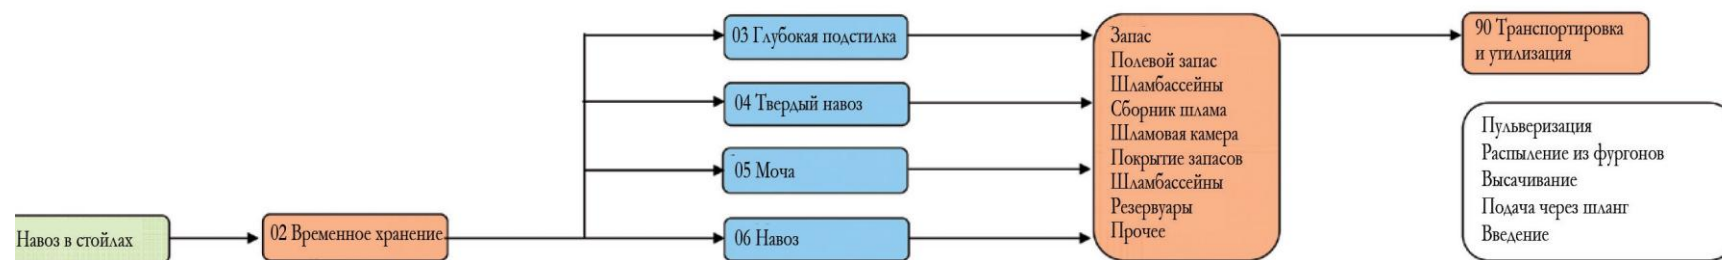 Навоз в стойлах
02 Временное хранение
03 Глубокая подстилка
04 Твердый навоз
05 Моча
06 Навоз
Запас
Полевой запас
Шламбассейны
Сборник шлама
Шламовая камера
Покрытие запасов
Шламбассейны
Резервуары
Прочее
90 Транспортировка
и утилизация
Пульверизация
Распыление из фургонов
Высачивание
Подача через шланг
Введение